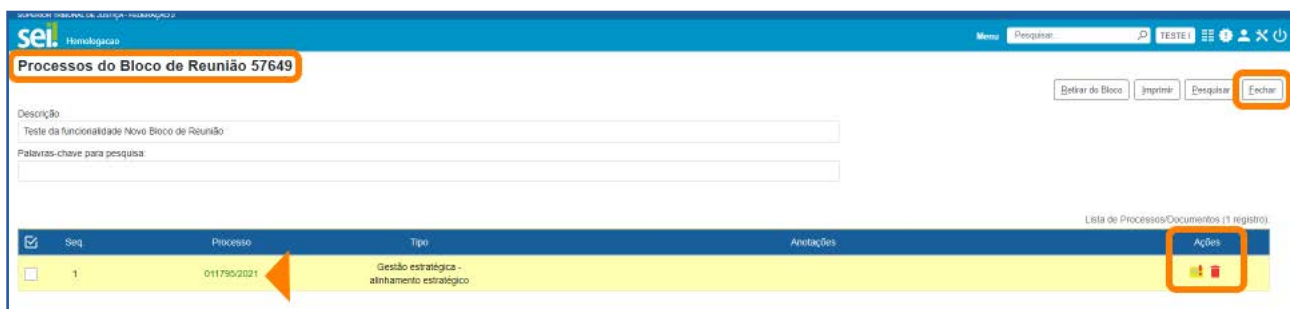 SUPERIOR TRIBUNAL DE JUSTIÇA - FEDERAÇÃO 2
sei. Homologacao Menu Pesquisar... TESTE
Processos do Bloco de Reunião 57649
Retirar do Bloco Imprimir Pesquisar Fechar
Descrição
Teste da funcionalidade Novo Bloco de Reunião
Palavras-chave para pesquisa:
Lista de Processos/Documentos (1 registro):
Seq. Processo Tipo Anotações Ações
1 011795/2021 Gestão estratégica -
alinhamento estratégico